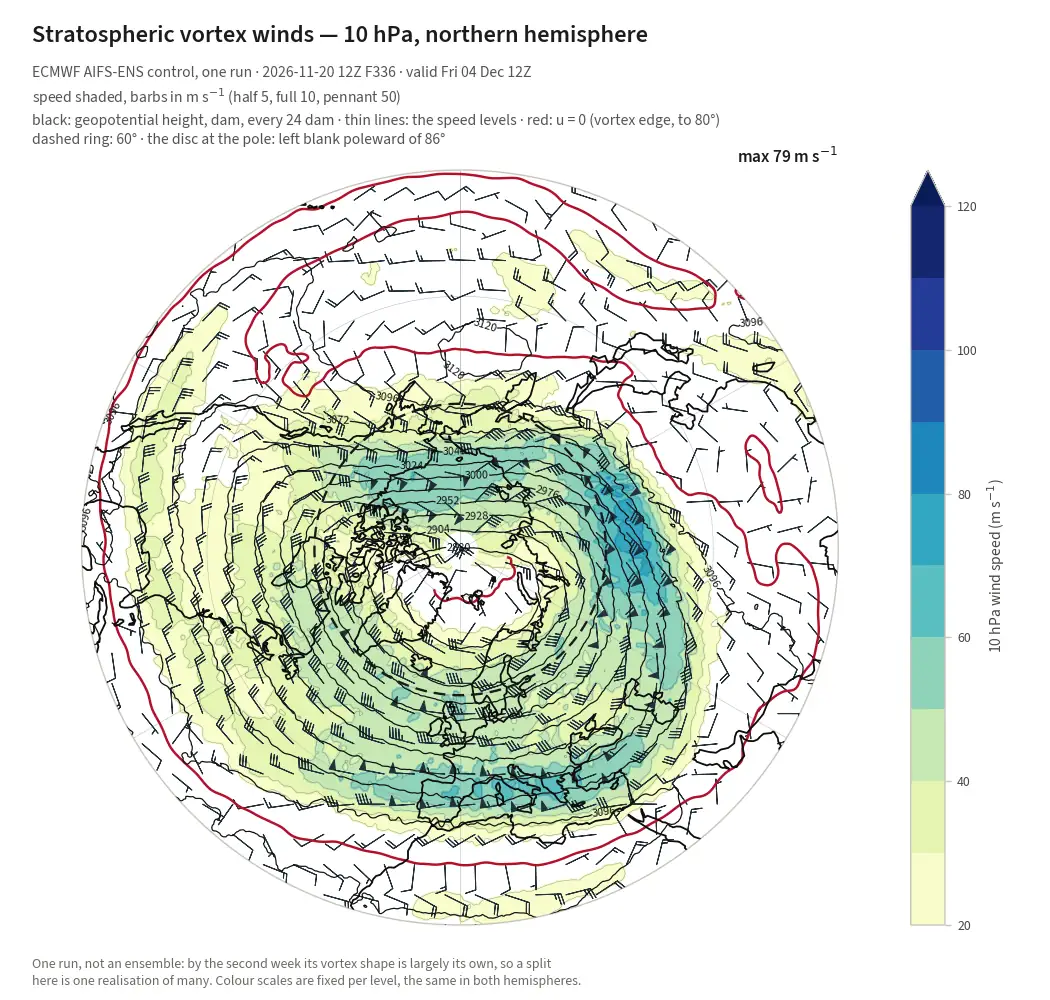 Stratospheric vortex winds — 10 hPa, northern hemisphere
ECMWF AIFS-ENS control, one run · 2026-11-20 12Z F336 · valid Fri 04 Dec 12Z
speed shaded, barbs in m s⁻¹ (half 5, full 10, pennant 50)
black: geopotential height, dam, every 24 dam · thin lines: the speed levels · red: u = 0 (vortex edge, to 80°)
dashed ring: 60° · the disc at the pole: left blank poleward of 86°
max 79 m s⁻¹
120
100
80
60
40
20
10 hPa wind speed (m s⁻¹)
3120
3096
3120
3096
3096
3072
3048
3024
3000
2976
2952
2928
2904
2880
3096
3096
3096
One run, not an ensemble: by the second week its vortex shape is largely its own, so a split
here is one realisation of many. Colour scales are fixed per level, the same in both hemispheres.